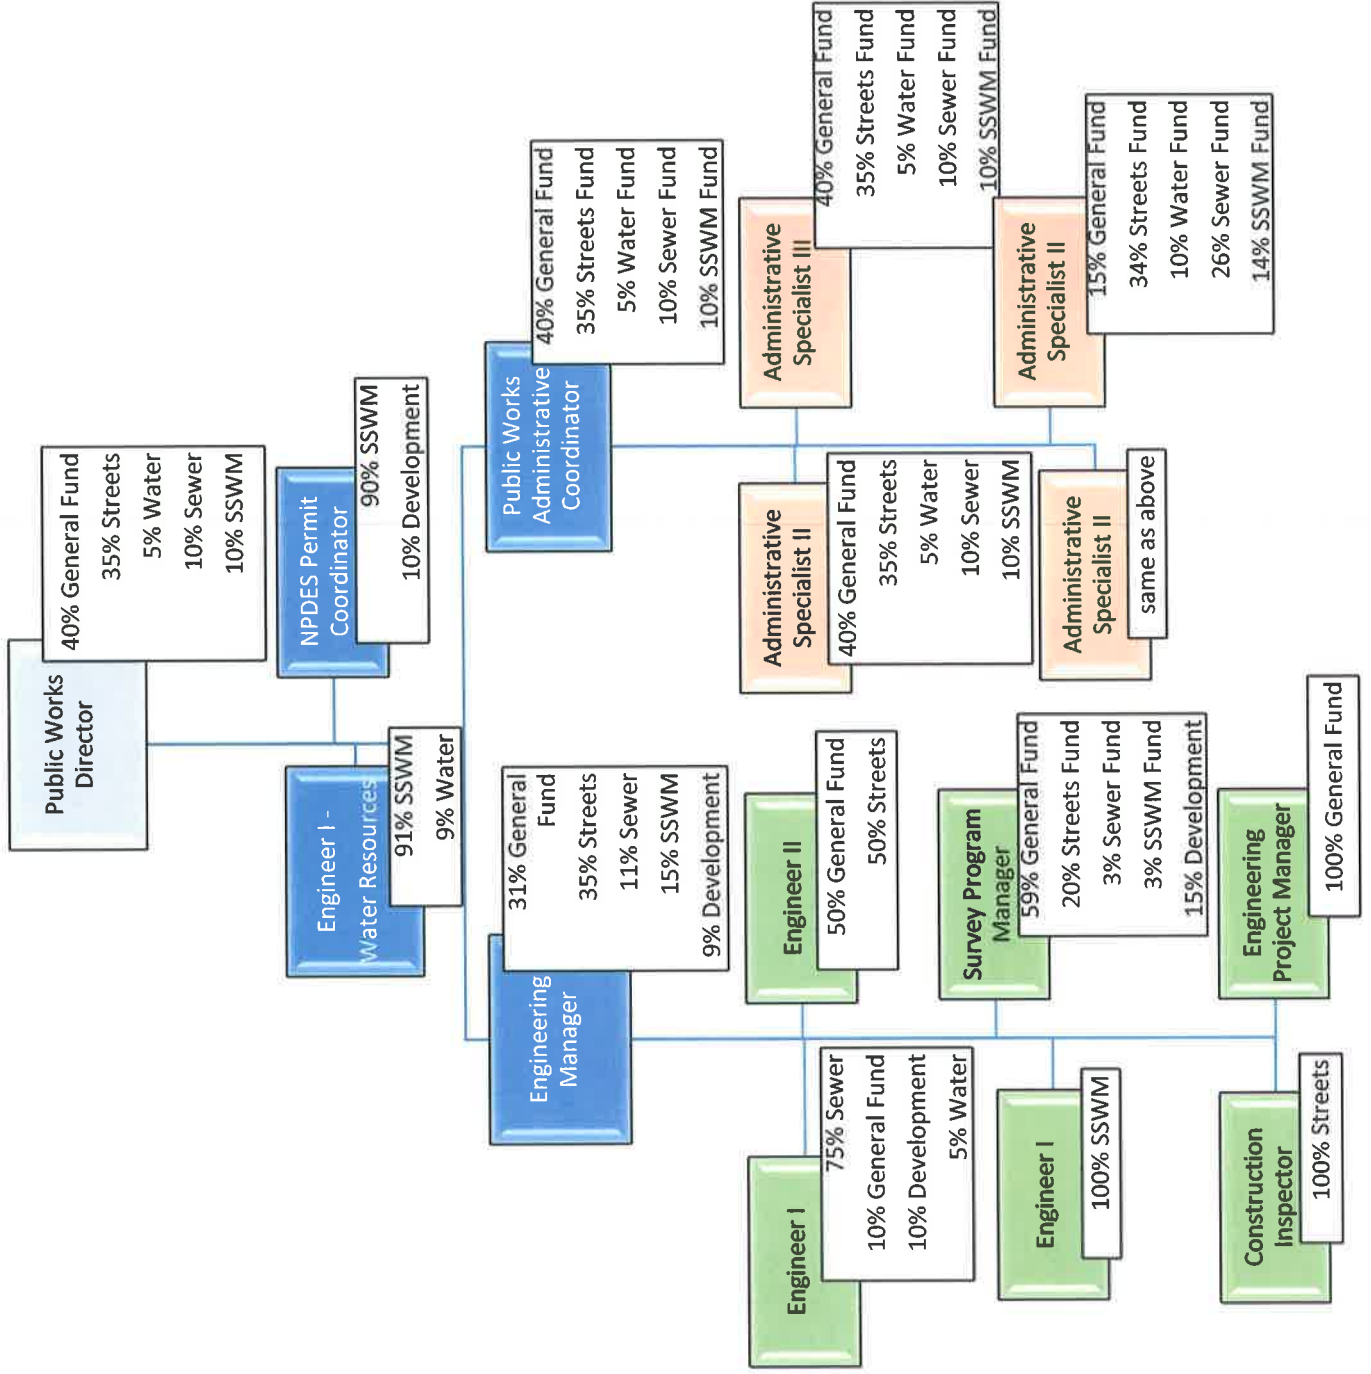 Public Works
Director
40% General Fund
35% Streets
5% Water
10% Sewer
10% SSWM
Engineer I -
Water Resources
91% SSWM
9% Water
NPDES Permit
Coordinator
90% SSWM
10% Development
Engineering
Manager
31% General
Fund
35% Streets
11% Sewer
15% SSWM
9% Development
Public Works
Administrative
Coordinator
40% General Fund
35% Streets Fund
5% Water Fund
10% Sewer Fund
10% SSWM Fund
Engineer I
75% Sewer
10% General Fund
10% Development
5% Water
Engineer II
50% General Fund
50% Streets
Administrative
Specialist II
40% General Fund
35% Streets
5% Water
10% Sewer
10% SSWM
Administrative
Specialist III
40% General Fund
35% Streets Fund
5% Water Fund
10% Sewer Fund
10% SSWM Fund
Engineer I
100% SSWM
Survey Program
Manager
59% General Fund
20% Streets Fund
3% Sewer Fund
3% SSWM Fund
15% Development
Administrative
Specialist II
same as above
Administrative
Specialist II
15% General Fund
34% Streets Fund
10% Water Fund
26% Sewer Fund
14% SSWM Fund
Construction
Inspector
100% Streets
Engineering
Project Manager
100% General Fund